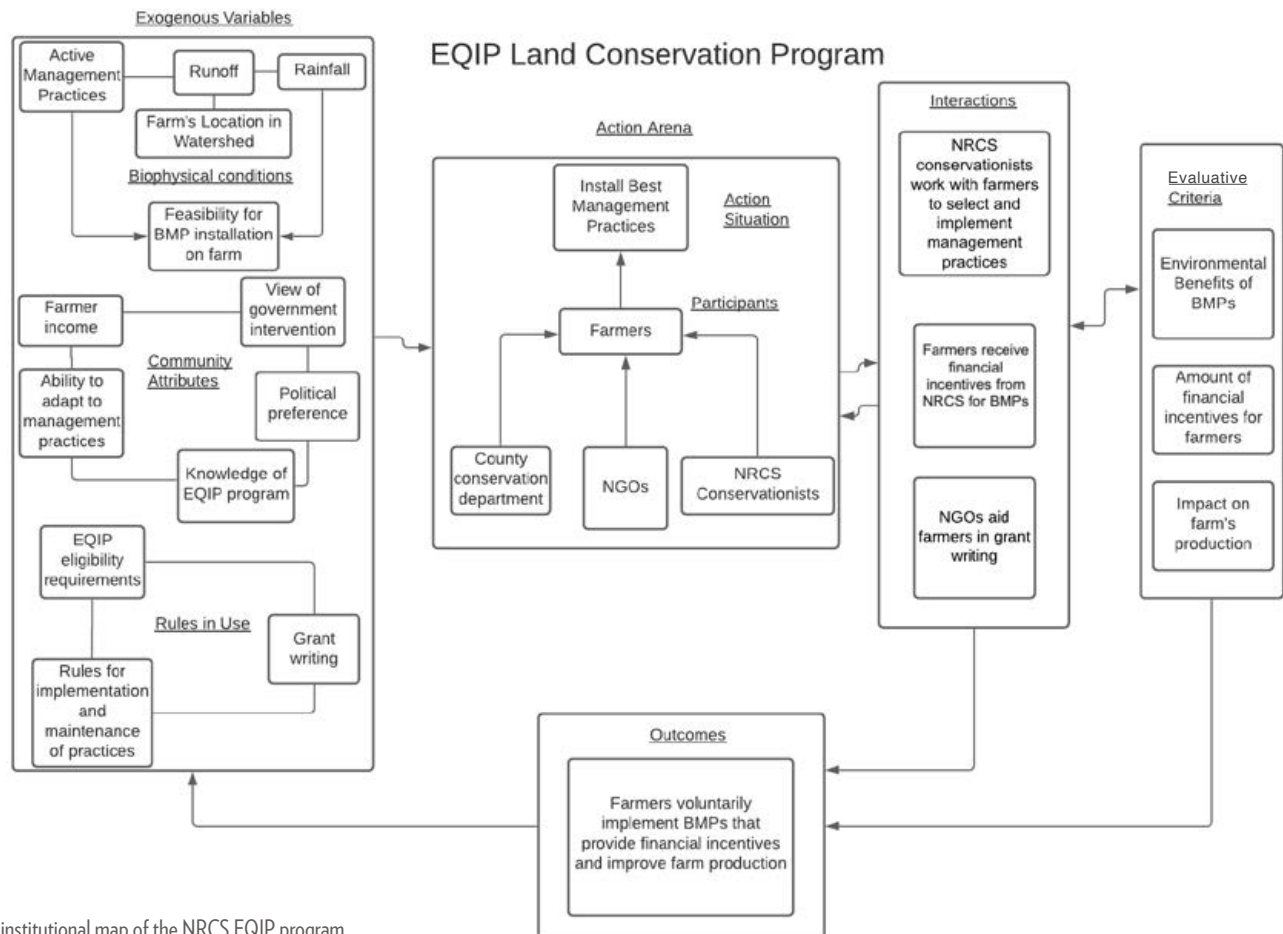 Exogenous Variables
EQIP Land Conservation Program
Active
Management
Practices
Runoff
Rainfall
Farm's Location in
Watershed
Biophysical conditions
Feasibility for
BMP installation
on farm
Farmer
income
View of
government
intervention
Community
Attributes
Ability to
adapt to
management
practices
Political
preference
Knowledge of
EQIP program
EQIP
eligibility
requirements
Rules in Use
Grant
writing
Rules for
implementation
and
maintenance
of practices
Action Arena
Install Best
Management
Practices
Action
Situation
Participants
Farmers
County
conservation
department
NGOs
NRCS
Conservationists
Interactions
NRCS
conservationists
work with farmers
to select and
implement
management
practices
Farmers receive
financial
incentives from
NRCS for BMPs
NGOs aid
farmers in grant
writing
Evaluative
Criteria
Environmental
Benefits of
BMPs
Amount of
financial
incentives for
farmers
Impact on
farm's
production
Outcomes
Farmers voluntarily
implement BMPs that
provide financial incentives
and improve farm production
institutional map of the NRCS EQIP program